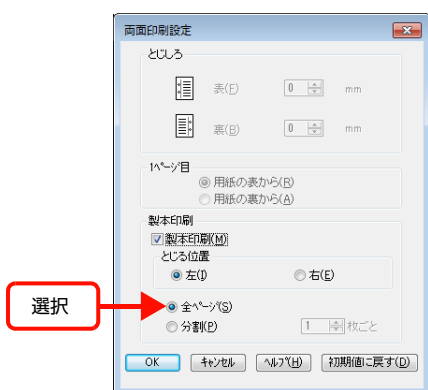 両面印刷設定
とじしろ
表(F) 0 mm
裏(B) 0 mm
1ﾍﾟｰｼﾞ目
用紙の表から(R)
用紙の裏から(A)
製本印刷
製本印刷(M)
とじる位置
左(I) 右(E)
選択
全ﾍﾟｰｼﾞ(S)
分割(P) 1 枚ごと
OK ｷｬﾝｾﾙ ﾍﾙﾌﾟ(H) 初期値に戻す(D)